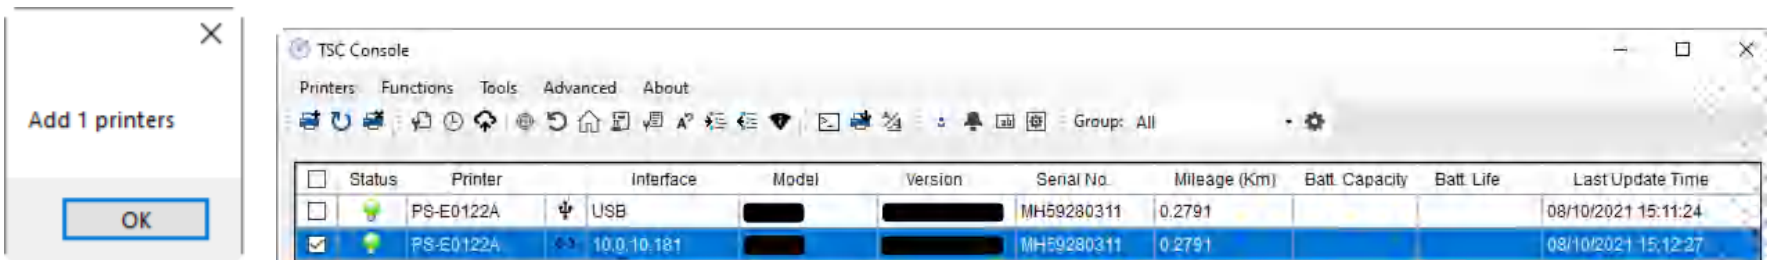 Add 1 printers
OK
TSC Console
Printers Functions Tools Advanced About
Group: All
Status Printer Interface Model Version Serial No. Mileage (Km) Batt. Capacity Batt. Life Last Update Time
PS-E0122A USB MH59280311 0.2791 08/10/2021 15:11:24
PS-E0122A 10.0.10.181 MH59280311 0.2791 08/10/2021 15:12:27